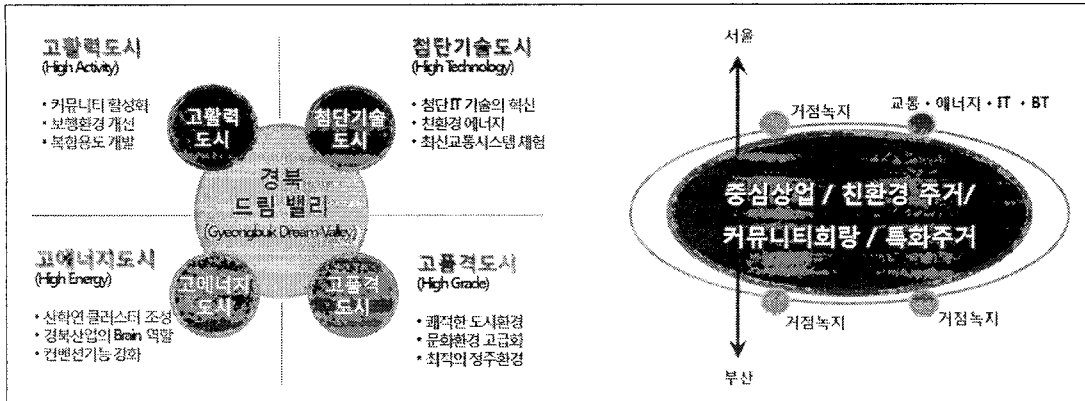 고활력도시
(High Activity)
• 커뮤니티 활성화
• 보행환경 개선
• 복합용도 개발
첨단기술도시
(High Technology)
• 첨단 IT 기술의 혁신
• 친환경 에너지
• 최신교통시스템 체험
고활력
도시
첨단기술
도시
경북
드림 밸리
(Gyeongbuk Dream Valley)
고에너지
도시
고품격
도시
고에너지도시
(High Energy)
• 산학연 클러스터 조성
• 경북산업의 Brain 역할
• 컨벤션기능 강화
고품격도시
(High Grade)
• 쾌적한 도시환경
• 문화환경 고급화
• 최적의 정주환경
서울
거점녹지
교통・에너지・IT・BT
중심상업 / 친환경 주거/
커뮤니티회랑 / 특화주거
거점녹지
거점녹지
부산